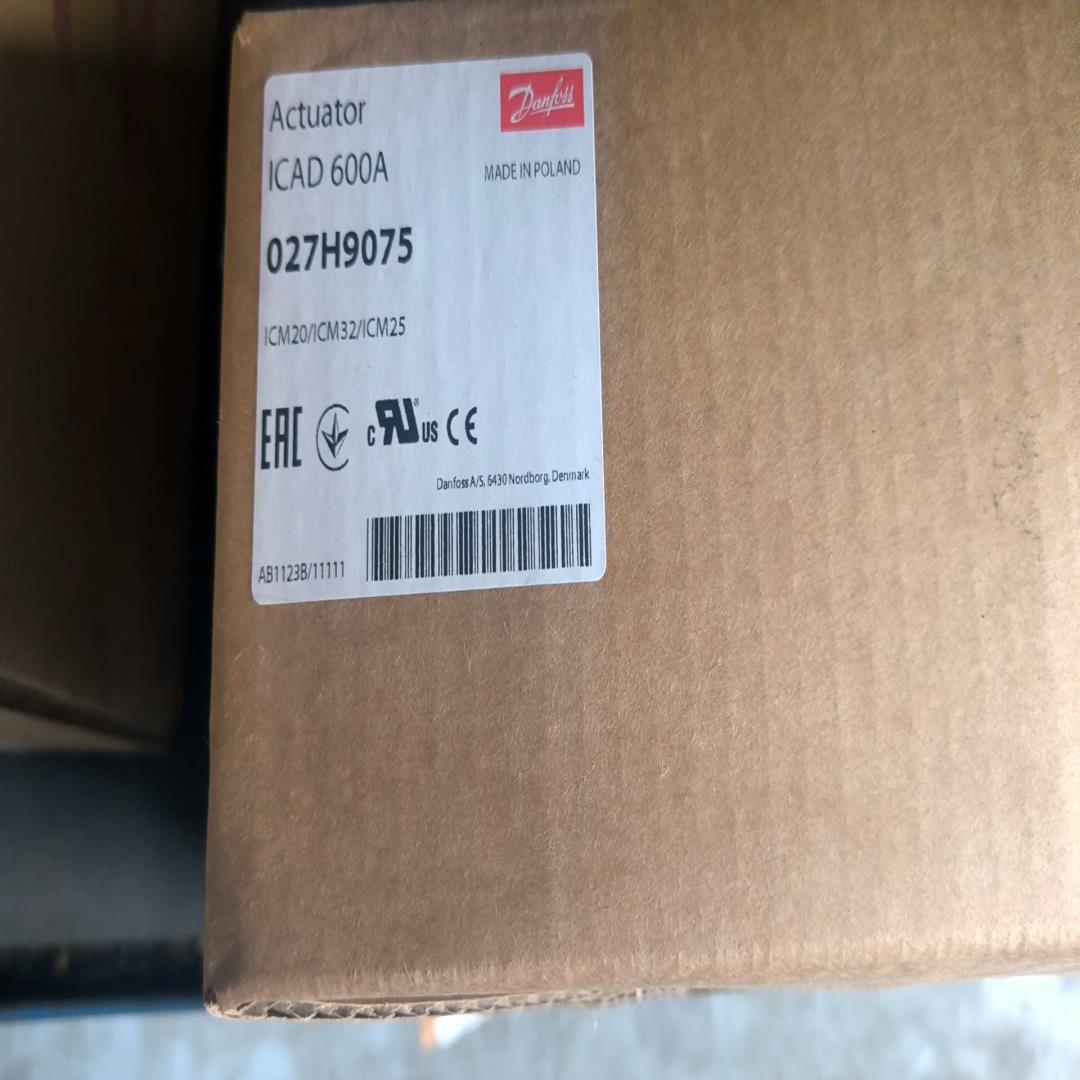 Actuator
Danfoss
ICAD 600A
MADE IN POLAND
027H9075
ICM20/ICM32/ICM25
EAC
c RU® US CE
Danfoss A/S, 6430 Nordborg, Denmark
AB1123B/11111